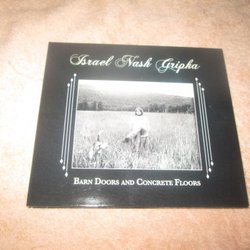 Israel Nash Gripka
Barn Doors and Concrete Floors